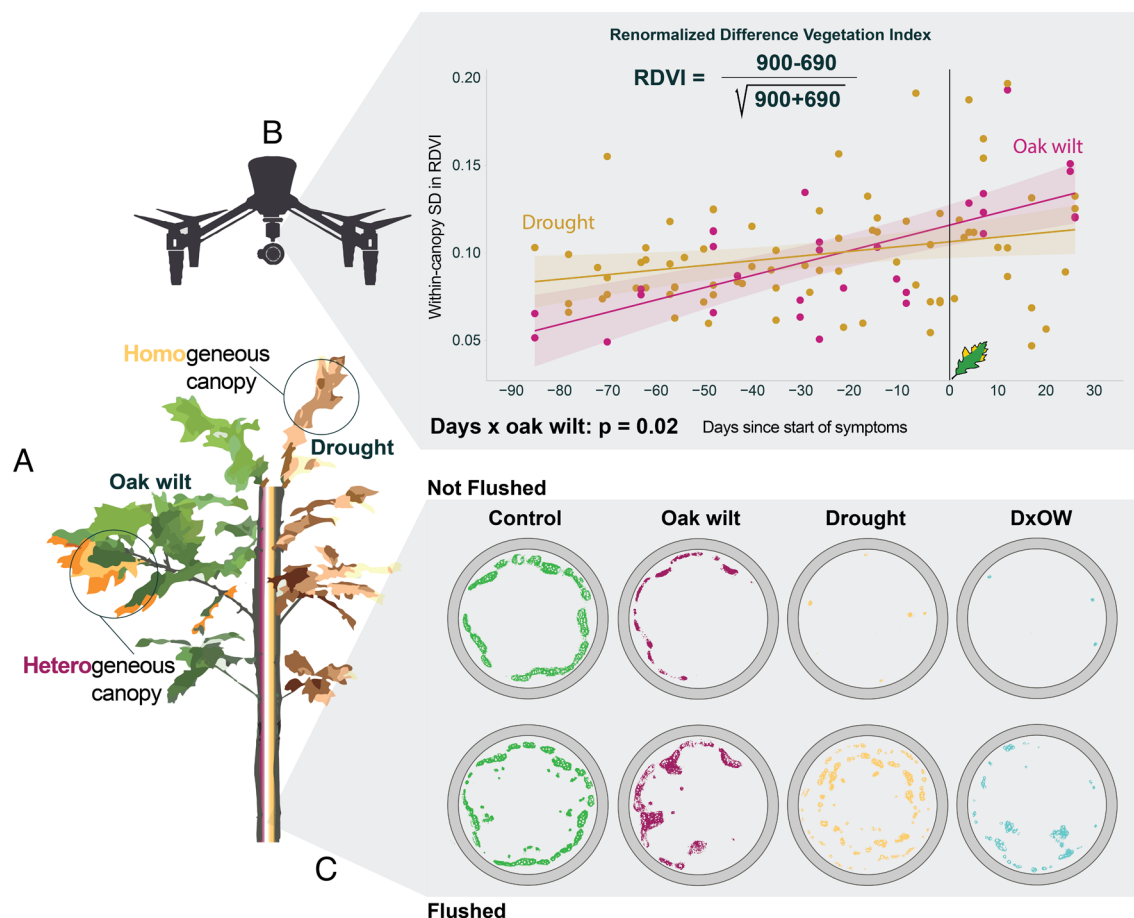 Renormalized Difference Vegetation Index
RDVI = 900-690
√900+690
B
Within-canopy SD in RDVI
0.20
0.15
0.10
0.05
Oak wilt
Drought
−90 −80 −70 −60 −50 −40 −30 −20 −10 0 10 20 30
Days x oak wilt: p = 0.02 Days since start of symptoms
Homogeneous
canopy
Drought
A
Oak wilt
Heterogeneous
canopy
C
Not Flushed
Control Oak wilt Drought DxOW
Flushed